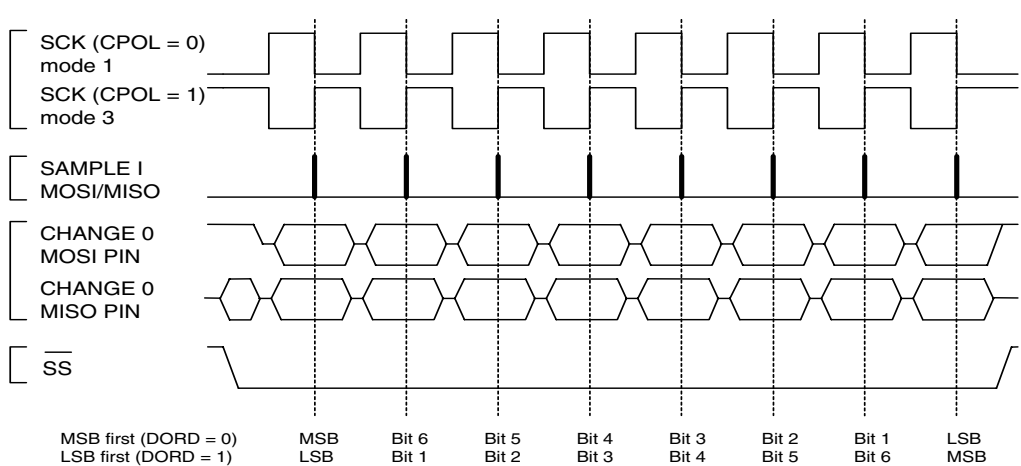 SCK (CPOL = 0)
mode 1
SCK (CPOL = 1)
mode 3
SAMPLE I
MOSI/MISO
CHANGE 0
MOSI PIN
CHANGE 0
MISO PIN
SS
MSB first (DORD = 0) MSB Bit 6 Bit 5 Bit 4 Bit 3 Bit 2 Bit 1 LSB
LSB first (DORD = 1) LSB Bit 1 Bit 2 Bit 3 Bit 4 Bit 5 Bit 6 MSB